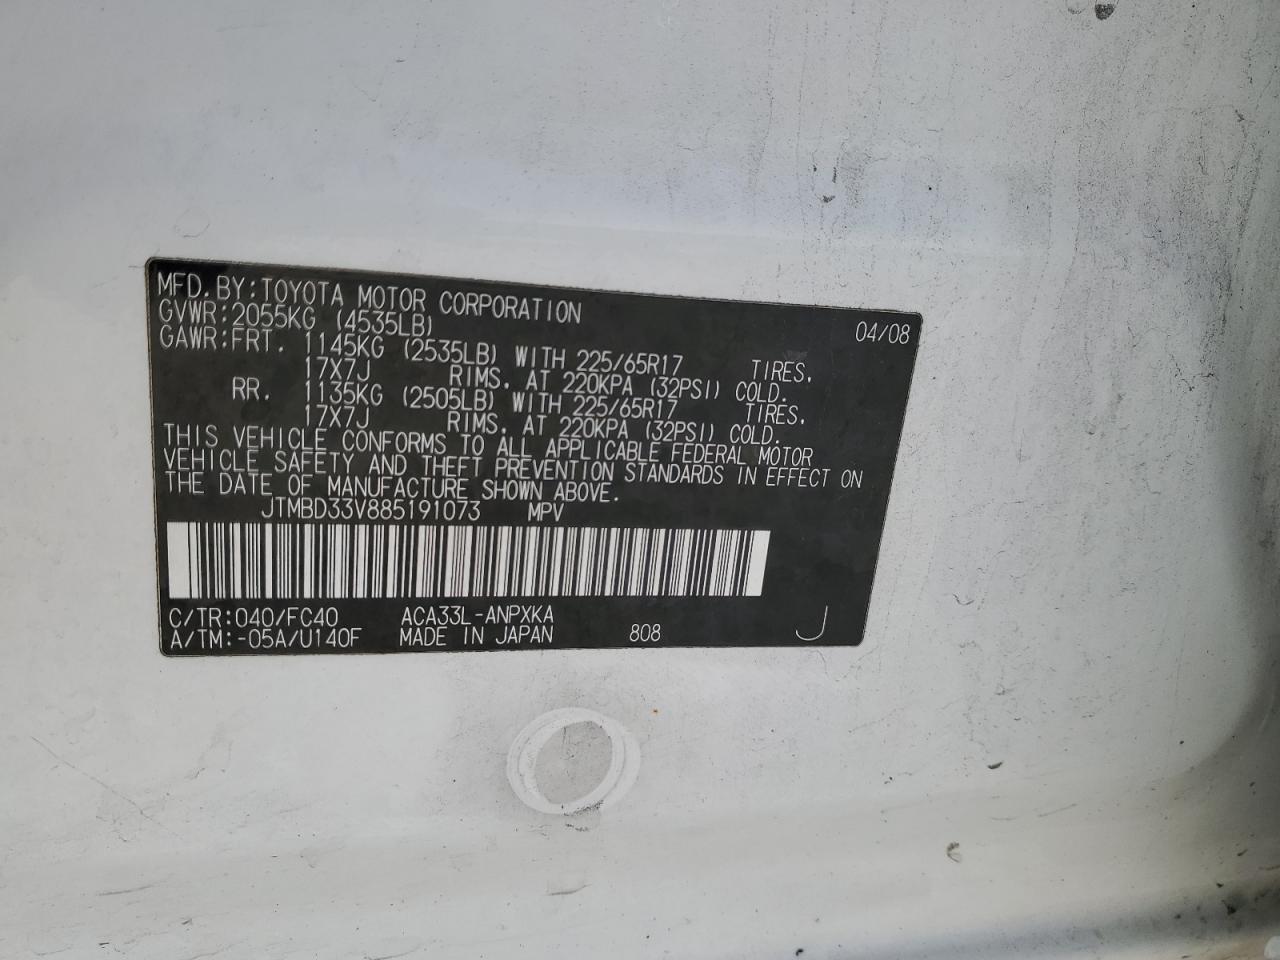 MFD. BY: TOYOTA MOTOR CORPORATION 04/08
GVWR: 2055KG (4535LB)
GAWR: FRT. 1145KG (2535LB) WITH 225/65R17 TIRES.
17X7J RIMS. AT 220KPA (32PSI) COLD.
RR. 1135KG (2505LB) WITH 225/65R17 TIRES.
17X7J RIMS. AT 220KPA (32PSI) COLD.
THIS VEHICLE CONFORMS TO ALL APPLICABLE FEDERAL MOTOR
VEHICLE SAFETY AND THEFT PREVENTION STANDARDS IN EFFECT ON
THE DATE OF MANUFACTURE SHOWN ABOVE.
JTMBD33V885191073 MPV
C/TR: 040/FC40 ACA33L-ANPXKA
A/TM: -05A/U140F MADE IN JAPAN 808 J